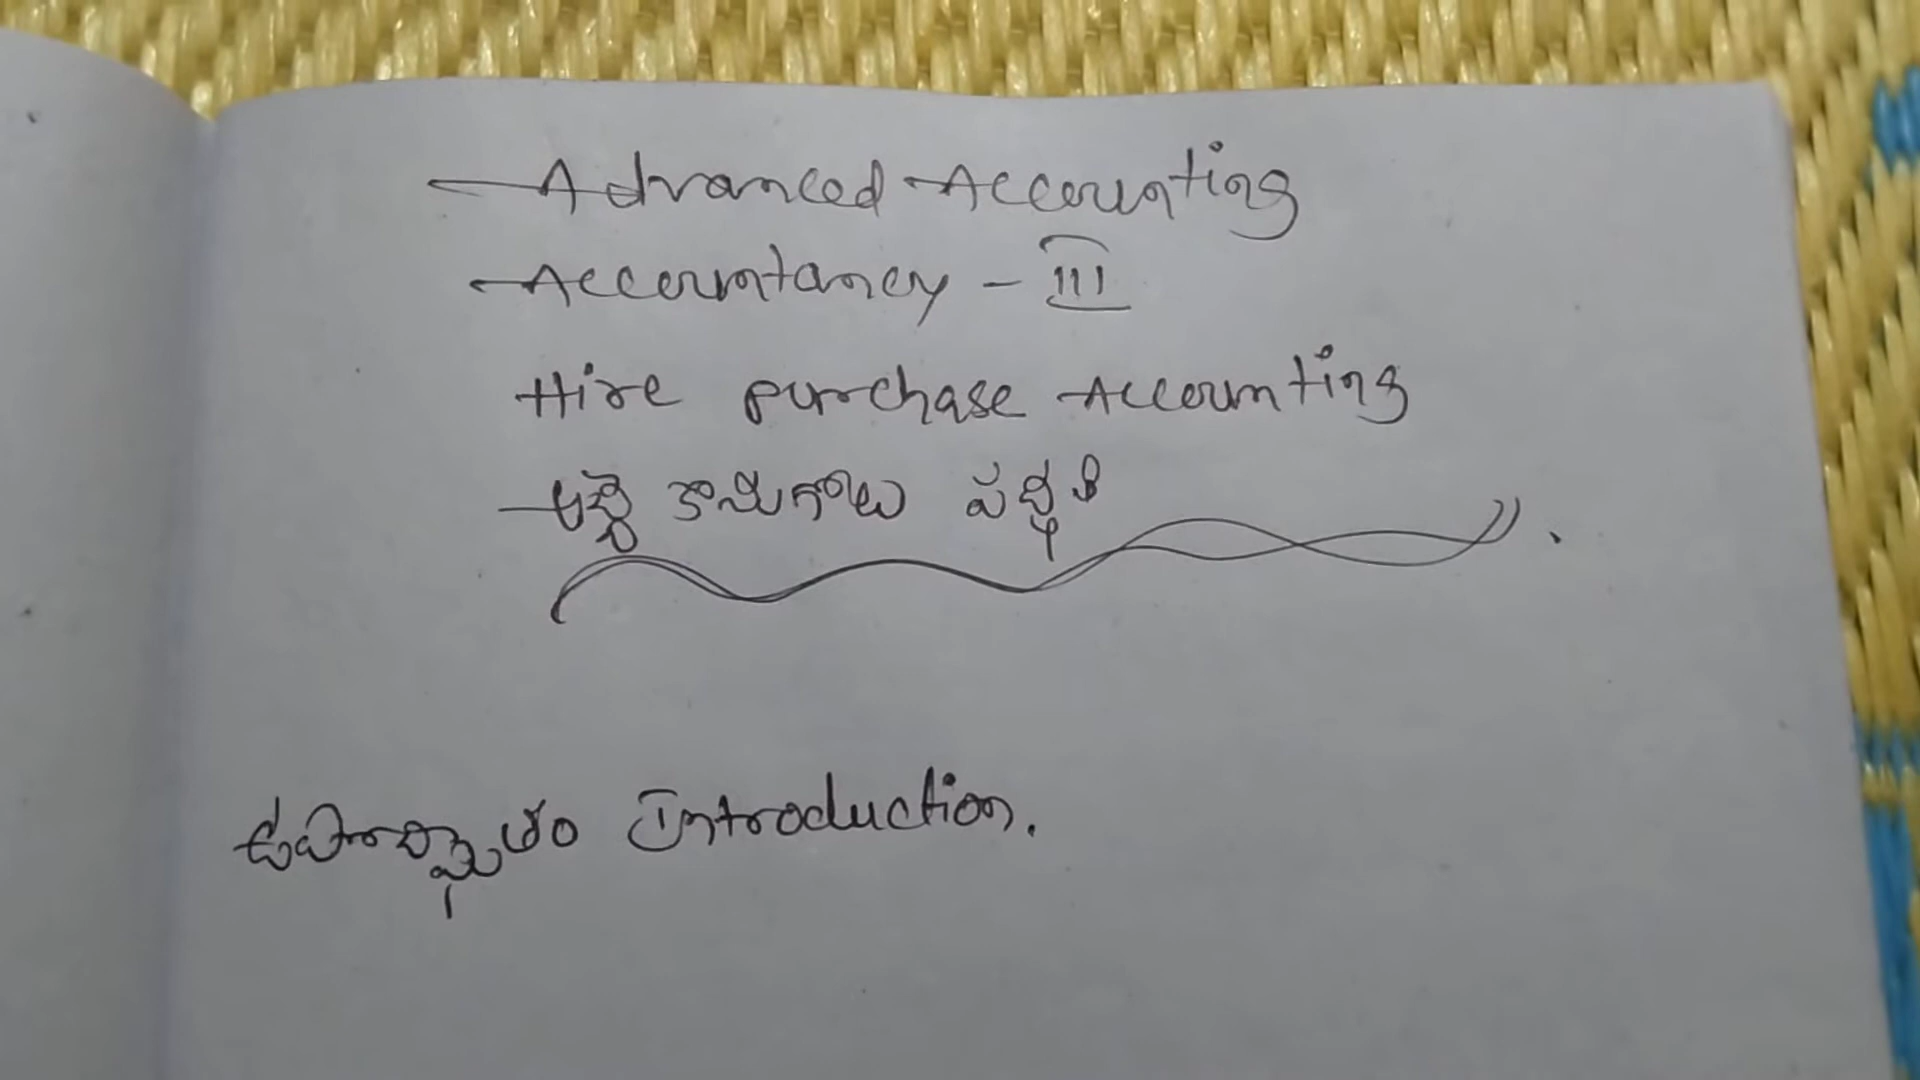 Advanced Accounting
Accountancy - III
Hire purchase Accounting
అద్దె కొనుగోలు పద్ధతి
ఉపోద్ఘాతం Introduction.